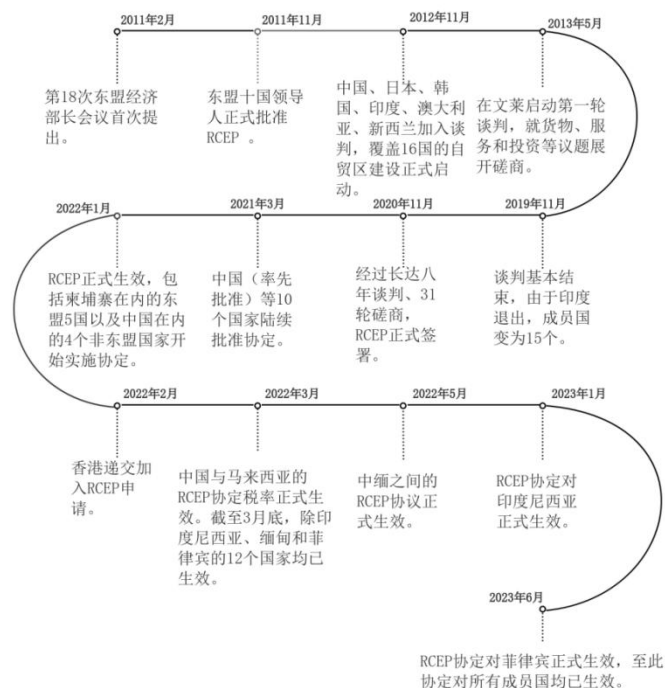 2011年2月
2011年11月
2012年11月
2013年5月
第18次东盟经济
部长会议首次提
出。
东盟十国领导
人正式批准
RCEP 。
中国、日本、韩
国、印度、澳大利
亚、新西兰加入谈
判，覆盖16国的自
贸区建设正式启
动。
在文莱启动第一轮
谈判，就货物、服
务和投资等议题展
开磋商。
2022年1月
2021年3月
2020年11月
2019年11月
RCEP正式生效，包
括柬埔寨在内的东
盟5国以及中国在内
的4个非东盟国家开
始实施协定。
中国（率先
批准）等10
个国家陆续
批准协定。
经过长达八
年谈判、31
轮磋商，
RCEP正式签
署。
谈判基本结
束，由于印度
退出，成员国
变为15个。
2022年2月
2022年3月
2022年5月
2023年1月
香港递交加
入RCEP申
请。
中国与马来西亚的
RCEP协定税率正式生
效。截至3月底，除印
度尼西亚、缅甸和菲
律宾的12个国家均已
生效。
中缅之间的
RCEP协议正
式生效。
RCEP协定对
印度尼西亚
正式生效。
2023年6月
RCEP协定对菲律宾正式生效，至此
协定对所有成员国均已生效。